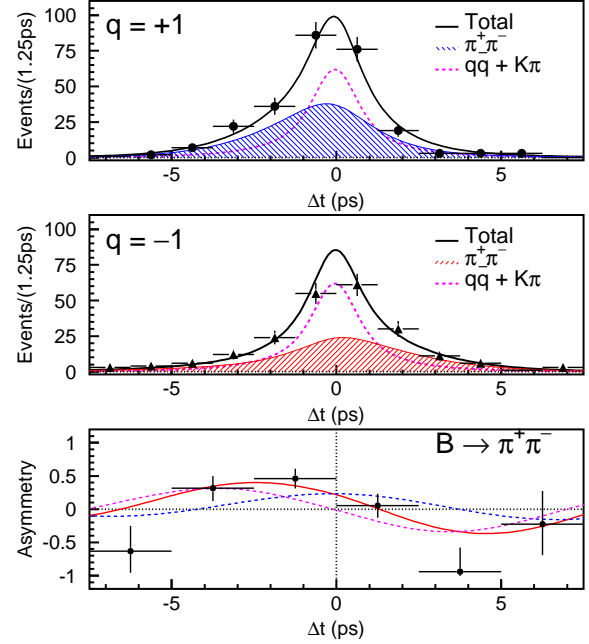 q = +1
Total
π⁺π⁻
qq + Kπ
Events/(1.25ps)
100
75
50
25
0
-5 0 5
Δt (ps)
q = −1
Total
π⁺π⁻
qq + Kπ
Events/(1.25ps)
100
75
50
25
0
-5 0 5
Δt (ps)
B → π⁺π⁻
Asymmetry
1
0.5
0
-0.5
-1
-5 0 5
Δt (ps)